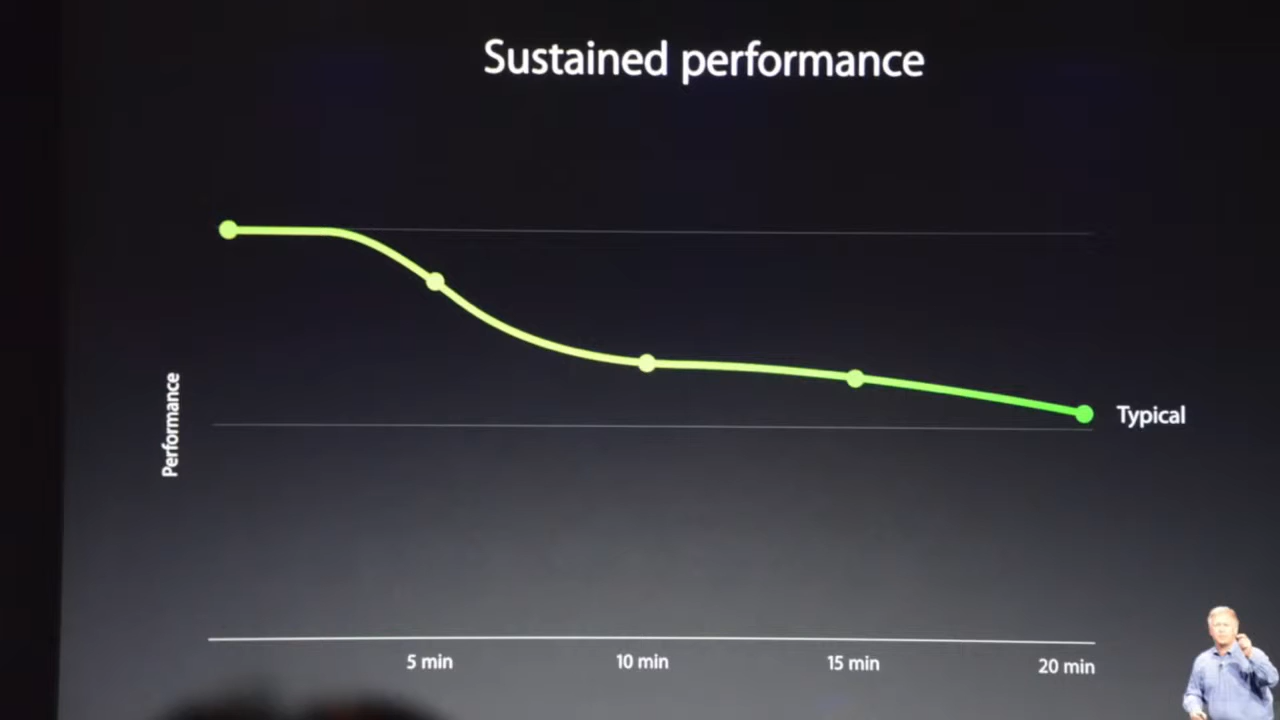 Sustained performance
Performance
Typical
5 min
10 min
15 min
20 min